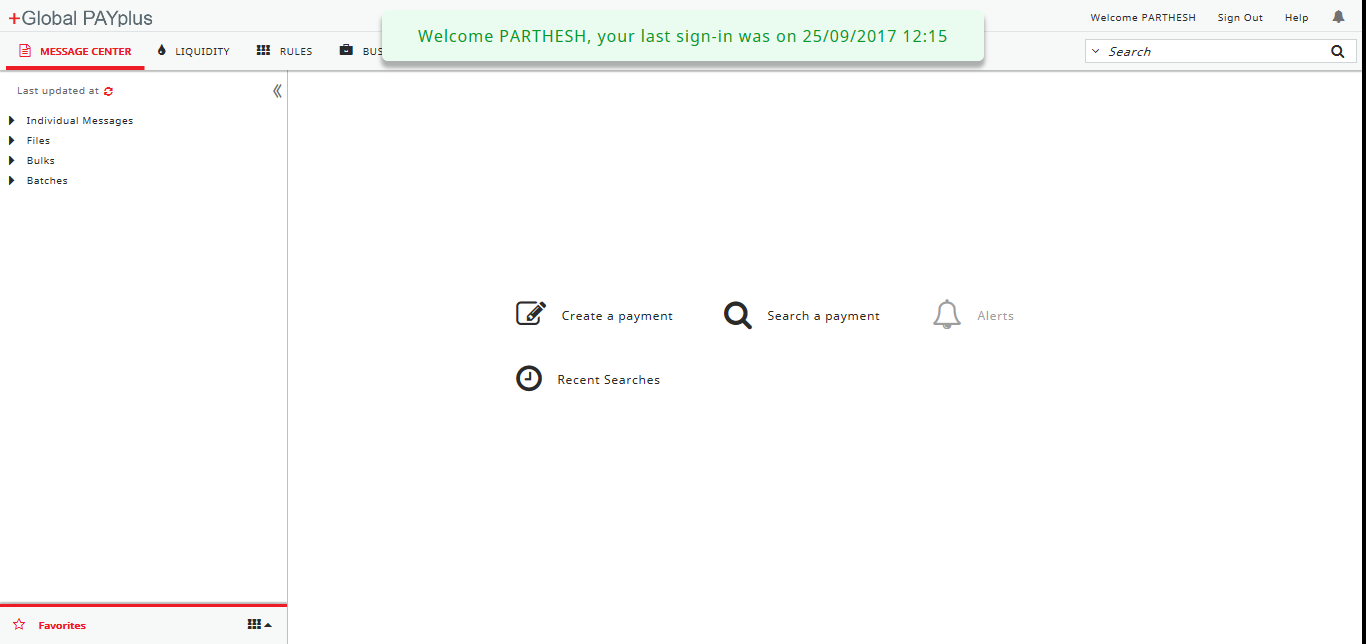 +Global PAYplus
Welcome PARTHESH, your last sign-in was on 25/09/2017 12:15
Welcome PARTHESH Sign Out Help
MESSAGE CENTER LIQUIDITY RULES BUS
Search
Last updated at
Individual Messages
Files
Bulks
Batches
Create a payment Search a payment Alerts
Recent Searches
Favorites